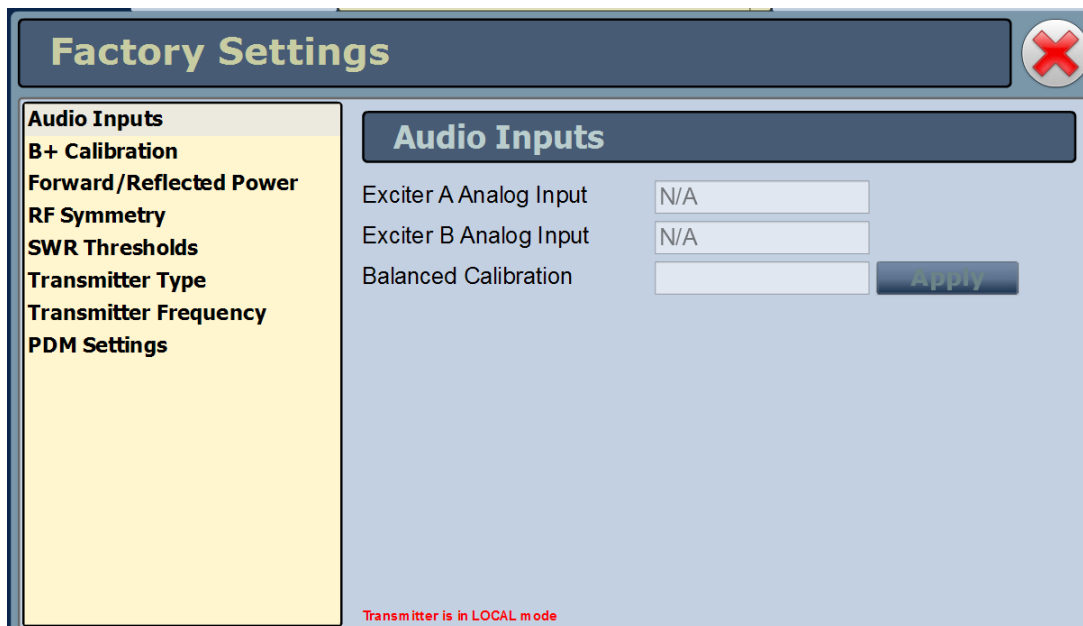 Factory Settings
Audio Inputs
B+ Calibration
Forward/Reflected Power
RF Symmetry
SWR Thresholds
Transmitter Type
Transmitter Frequency
PDM Settings
Audio Inputs
Exciter A Analog Input N/A
Exciter B Analog Input N/A
Balanced Calibration Apply
Transmitter is in LOCAL mode